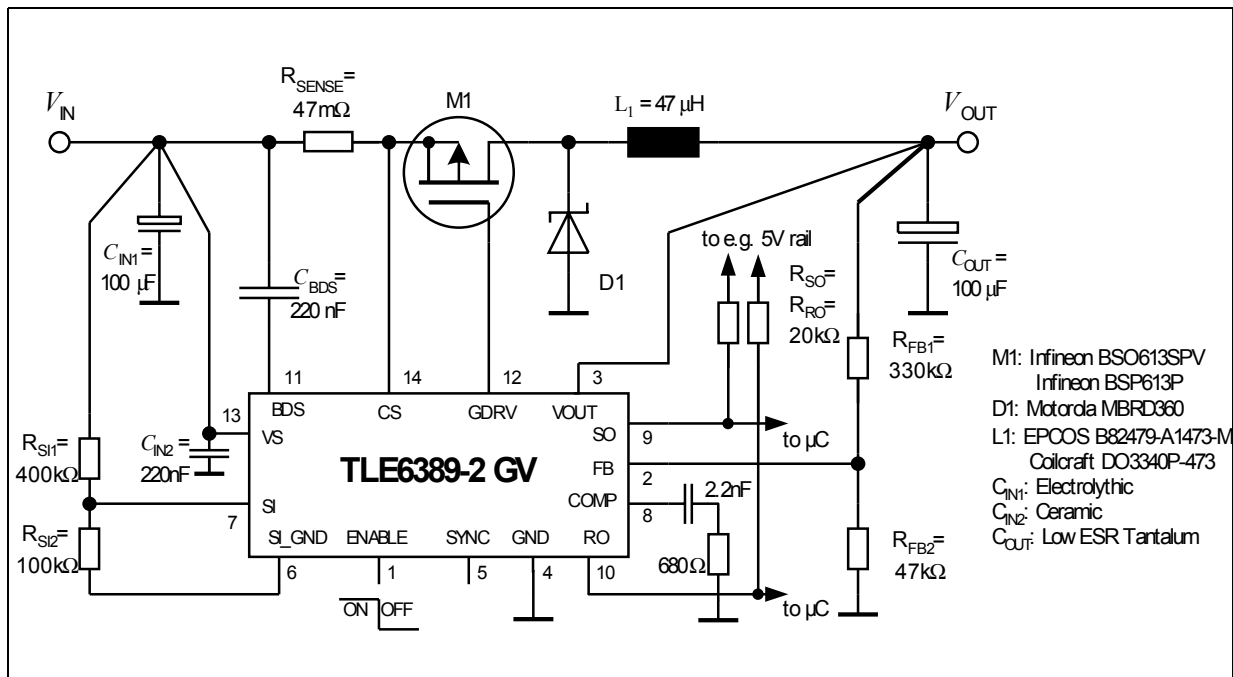 R_SENSE=
47mΩ
M1
L₁ = 47 µH
V_IN
V_OUT
C_IN1=
100 µF
C_BDS=
220 nF
D1
to e.g. 5V rail
R_SO=
R_RO=
20kΩ
C_OUT=
100 µF
R_FB1=
330kΩ
M1: Infineon BSO613SPV
Infineon BSP613P
D1: Motorola MBRD360
L1: EPCOS B82479-A1473-M
Coilcraft DO3340P-473
C_IN1: Electrolythic
C_IN2: Ceramic
C_OUT: Low ESR Tantalum
11
14
12
3
BDS
CS
GDRV
VOUT
13
VS
SO
9
to µC
R_SI1=
400kΩ
C_IN2=
220nF
TLE6389-2 GV
FB
2
COMP
8
2.2nF
SI
7
R_SI2=
100kΩ
SI_GND
ENABLE
SYNC
GND
RO
6
1
5
4
10
680Ω
R_FB2=
47kΩ
ON
OFF
to µC